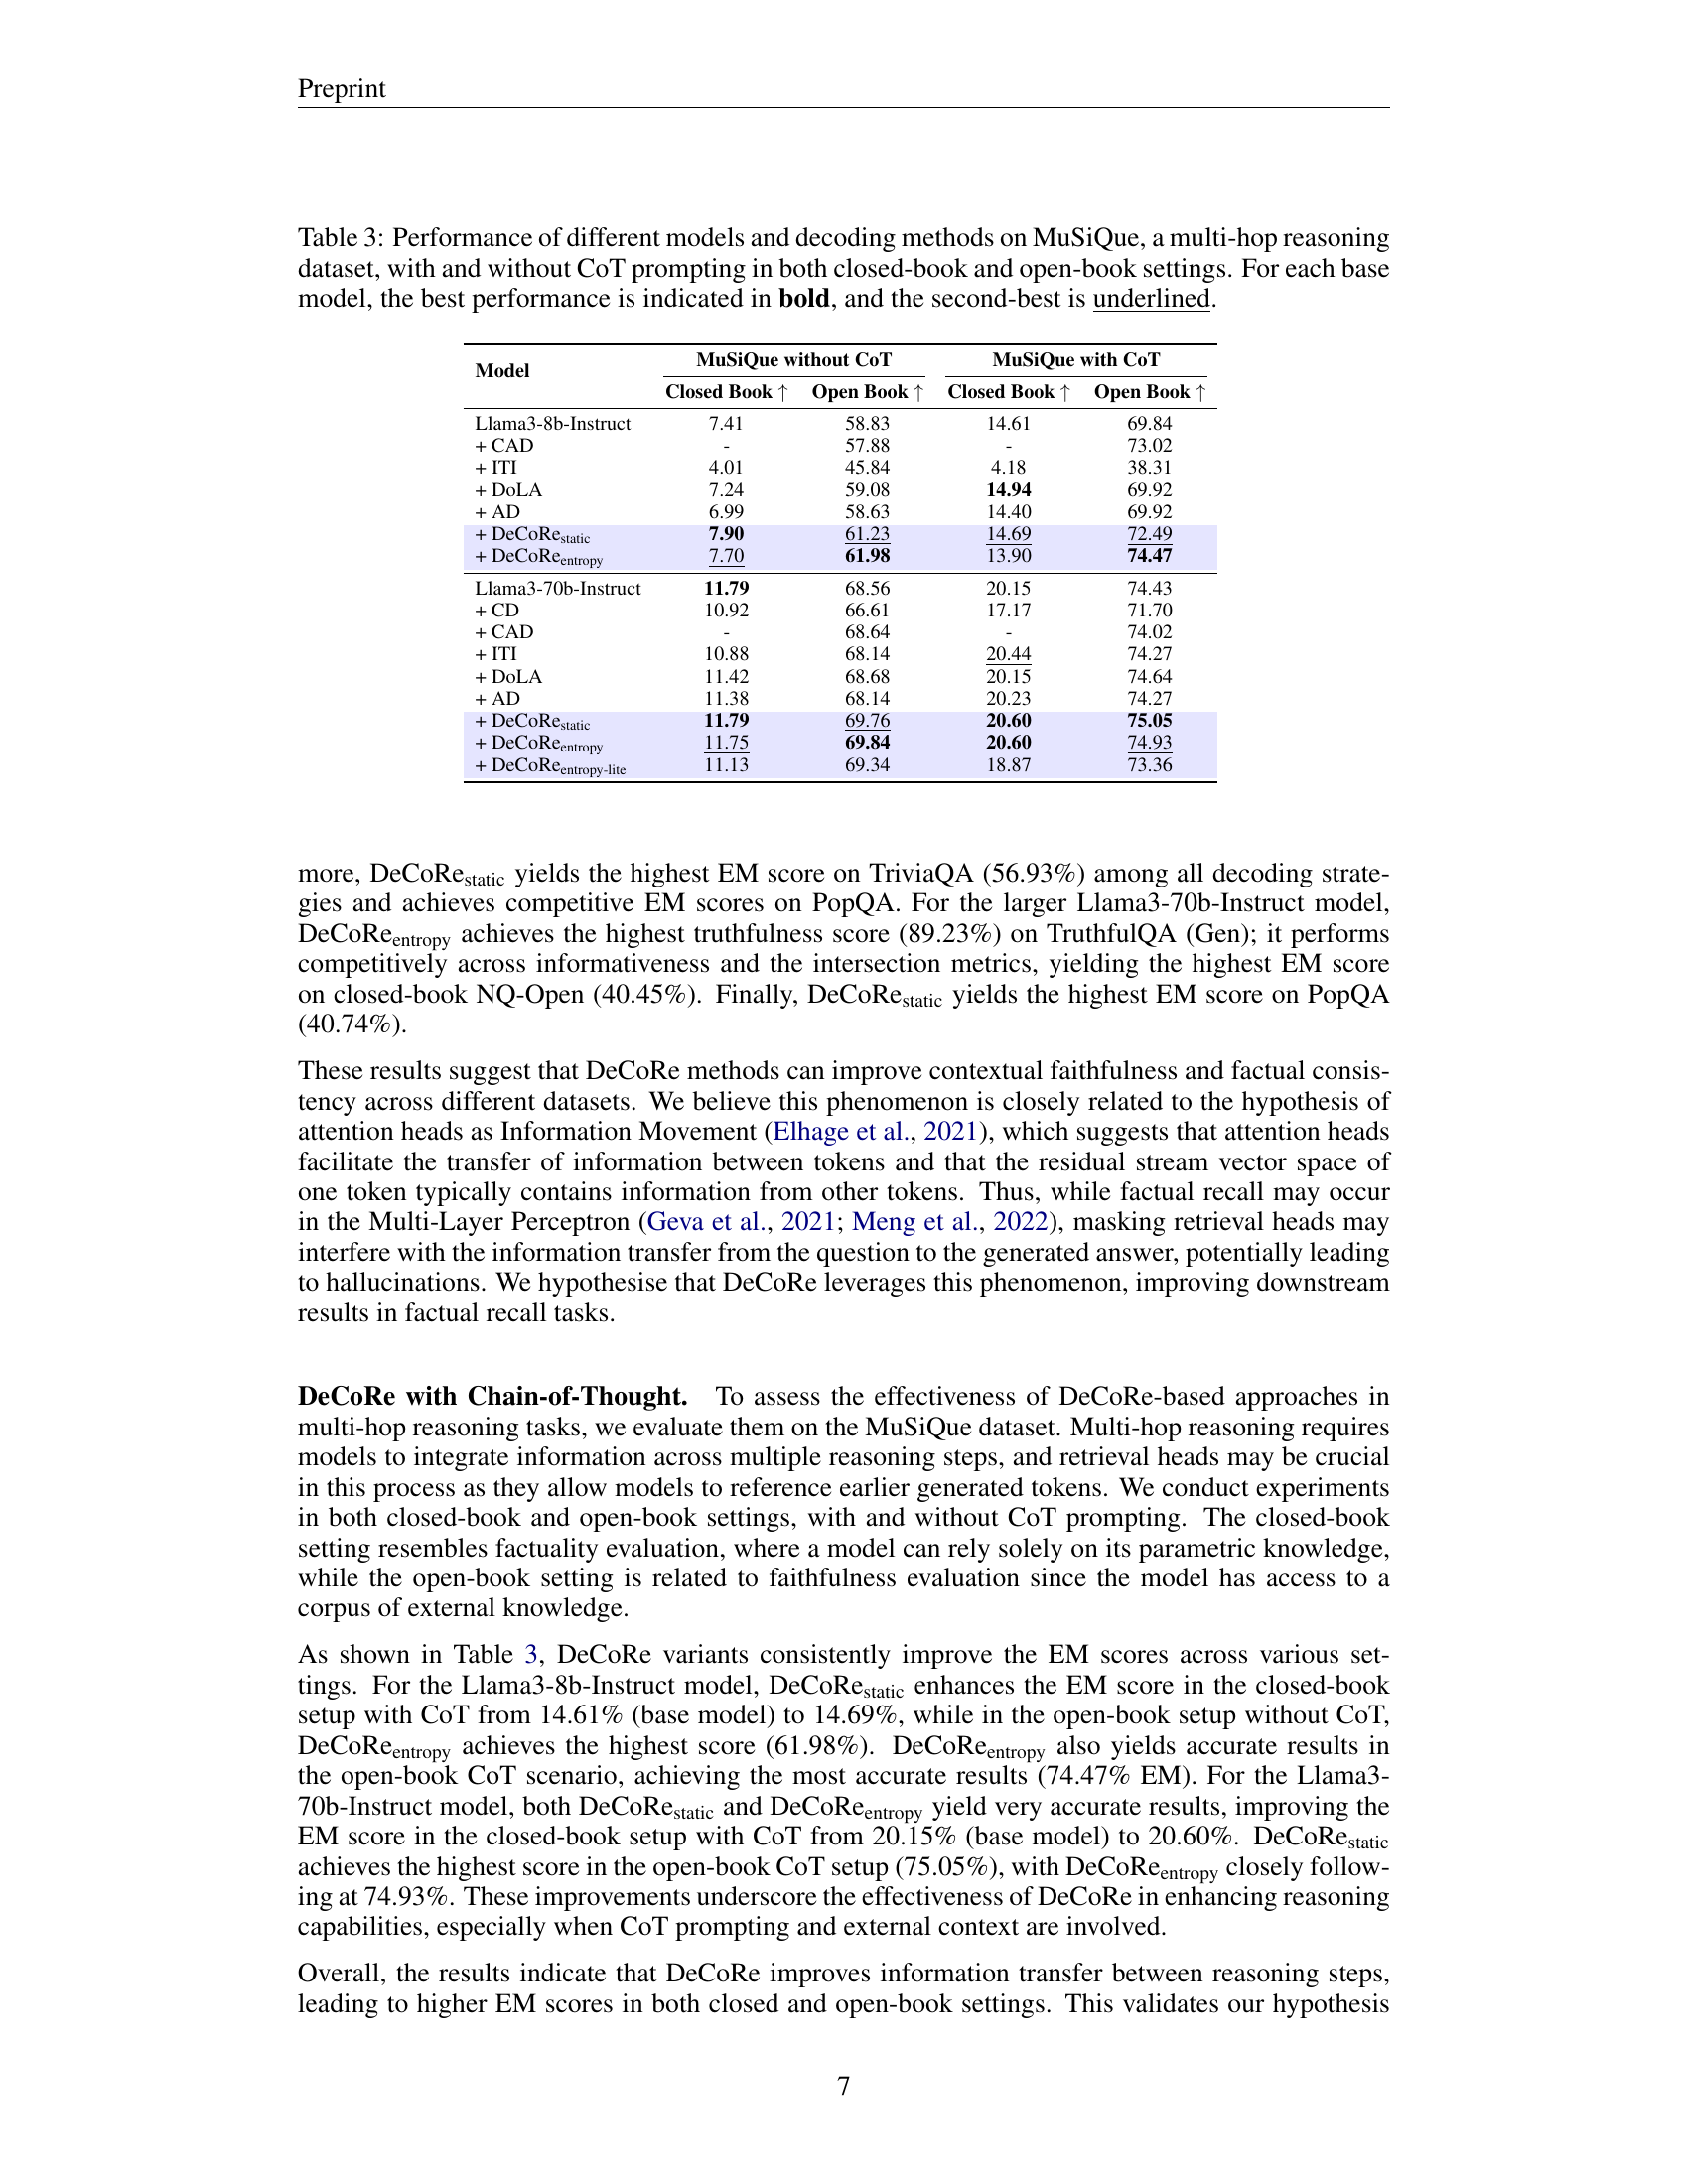 Preprint
Table 3: Performance of different models and decoding methods on MuSiQue, a multi-hop reasoning
dataset, with and without CoT prompting in both closed-book and open-book settings. For each base
model, the best performance is indicated in bold, and the second-best is underlined.
Model MuSiQue without CoT MuSiQue with CoT
Closed Book ↑ Open Book ↑ Closed Book ↑ Open Book ↑
Llama3-8b-Instruct 7.41 58.83 14.61 69.84
+ CAD - 57.88 - 73.02
+ ITI 4.01 45.84 4.18 38.31
+ DoLA 7.24 59.08 14.94 69.92
+ AD 6.99 58.63 14.40 69.92
+ DeCoRe static 7.90 61.23 14.69 72.49
+ DeCoRe entropy 7.70 61.98 13.90 74.47
Llama3-70b-Instruct 11.79 68.56 20.15 74.43
+ CD 10.92 66.61 17.17 71.70
+ CAD - 68.64 - 74.02
+ ITI 10.88 68.14 20.44 74.27
+ DoLA 11.42 68.68 20.15 74.64
+ AD 11.38 68.14 20.23 74.27
+ DeCoRe static 11.79 69.76 20.60 75.05
+ DeCoRe entropy 11.75 69.84 20.60 74.93
+ DeCoRe entropy-lite 11.13 69.34 18.87 73.36
more, DeCoRe static yields the highest EM score on TriviaQA (56.93%) among all decoding strate-
gies and achieves competitive EM scores on PopQA. For the larger Llama3-70b-Instruct model,
DeCoRe entropy achieves the highest truthfulness score (89.23%) on TruthfulQA (Gen); it performs
competitively across informativeness and the intersection metrics, yielding the highest EM score
on closed-book NQ-Open (40.45%). Finally, DeCoRe static yields the highest EM score on PopQA
(40.74%).
These results suggest that DeCoRe methods can improve contextual faithfulness and factual consis-
tency across different datasets. We believe this phenomenon is closely related to the hypothesis of
attention heads as Information Movement (Elhage et al., 2021), which suggests that attention heads
facilitate the transfer of information between tokens and that the residual stream vector space of
one token typically contains information from other tokens. Thus, while factual recall may occur
in the Multi-Layer Perceptron (Geva et al., 2021; Meng et al., 2022), masking retrieval heads may
interfere with the information transfer from the question to the generated answer, potentially leading
to hallucinations. We hypothesise that DeCoRe leverages this phenomenon, improving downstream
results in factual recall tasks.
DeCoRe with Chain-of-Thought. To assess the effectiveness of DeCoRe-based approaches in
multi-hop reasoning tasks, we evaluate them on the MuSiQue dataset. Multi-hop reasoning requires
models to integrate information across multiple reasoning steps, and retrieval heads may be crucial
in this process as they allow models to reference earlier generated tokens. We conduct experiments
in both closed-book and open-book settings, with and without CoT prompting. The closed-book
setting resembles factuality evaluation, where a model can rely solely on its parametric knowledge,
while the open-book setting is related to faithfulness evaluation since the model has access to a
corpus of external knowledge.
As shown in Table 3, DeCoRe variants consistently improve the EM scores across various set-
tings. For the Llama3-8b-Instruct model, DeCoRe static enhances the EM score in the closed-book
setup with CoT from 14.61% (base model) to 14.69%, while in the open-book setup without CoT,
DeCoRe entropy achieves the highest score (61.98%). DeCoRe entropy also yields accurate results in
the open-book CoT scenario, achieving the most accurate results (74.47% EM). For the Llama3-
70b-Instruct model, both DeCoRe static and DeCoRe entropy yield very accurate results, improving the
EM score in the closed-book setup with CoT from 20.15% (base model) to 20.60%. DeCoRe static
achieves the highest score in the open-book CoT setup (75.05%), with DeCoRe entropy closely follow-
ing at 74.93%. These improvements underscore the effectiveness of DeCoRe in enhancing reasoning
capabilities, especially when CoT prompting and external context are involved.
Overall, the results indicate that DeCoRe improves information transfer between reasoning steps,
leading to higher EM scores in both closed and open-book settings. This validates our hypothesis
7